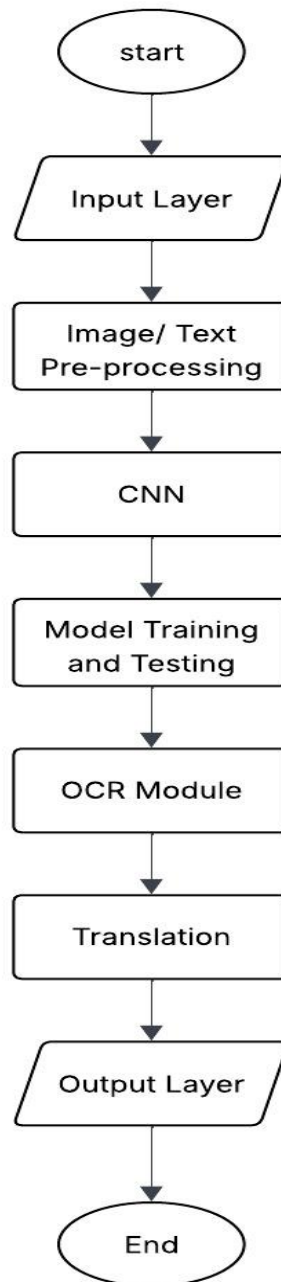 start
Input Layer
Image/ Text
Pre-processing
CNN
Model Training
and Testing
OCR Module
Translation
Output Layer
End